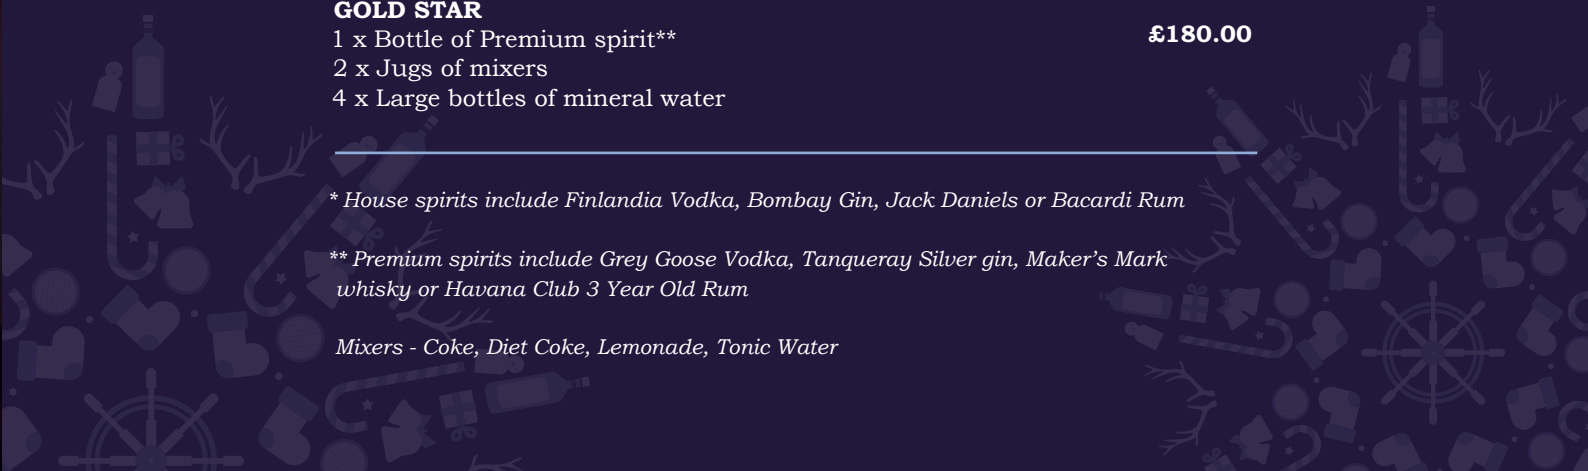 GOLD STAR
1 x Bottle of Premium spirit**
£180.00
2 x Jugs of mixers
4 x Large bottles of mineral water
* House spirits include Finlandia Vodka, Bombay Gin, Jack Daniels or Bacardi Rum
** Premium spirits include Grey Goose Vodka, Tanqueray Silver gin, Maker’s Mark
whisky or Havana Club 3 Year Old Rum
Mixers - Coke, Diet Coke, Lemonade, Tonic Water